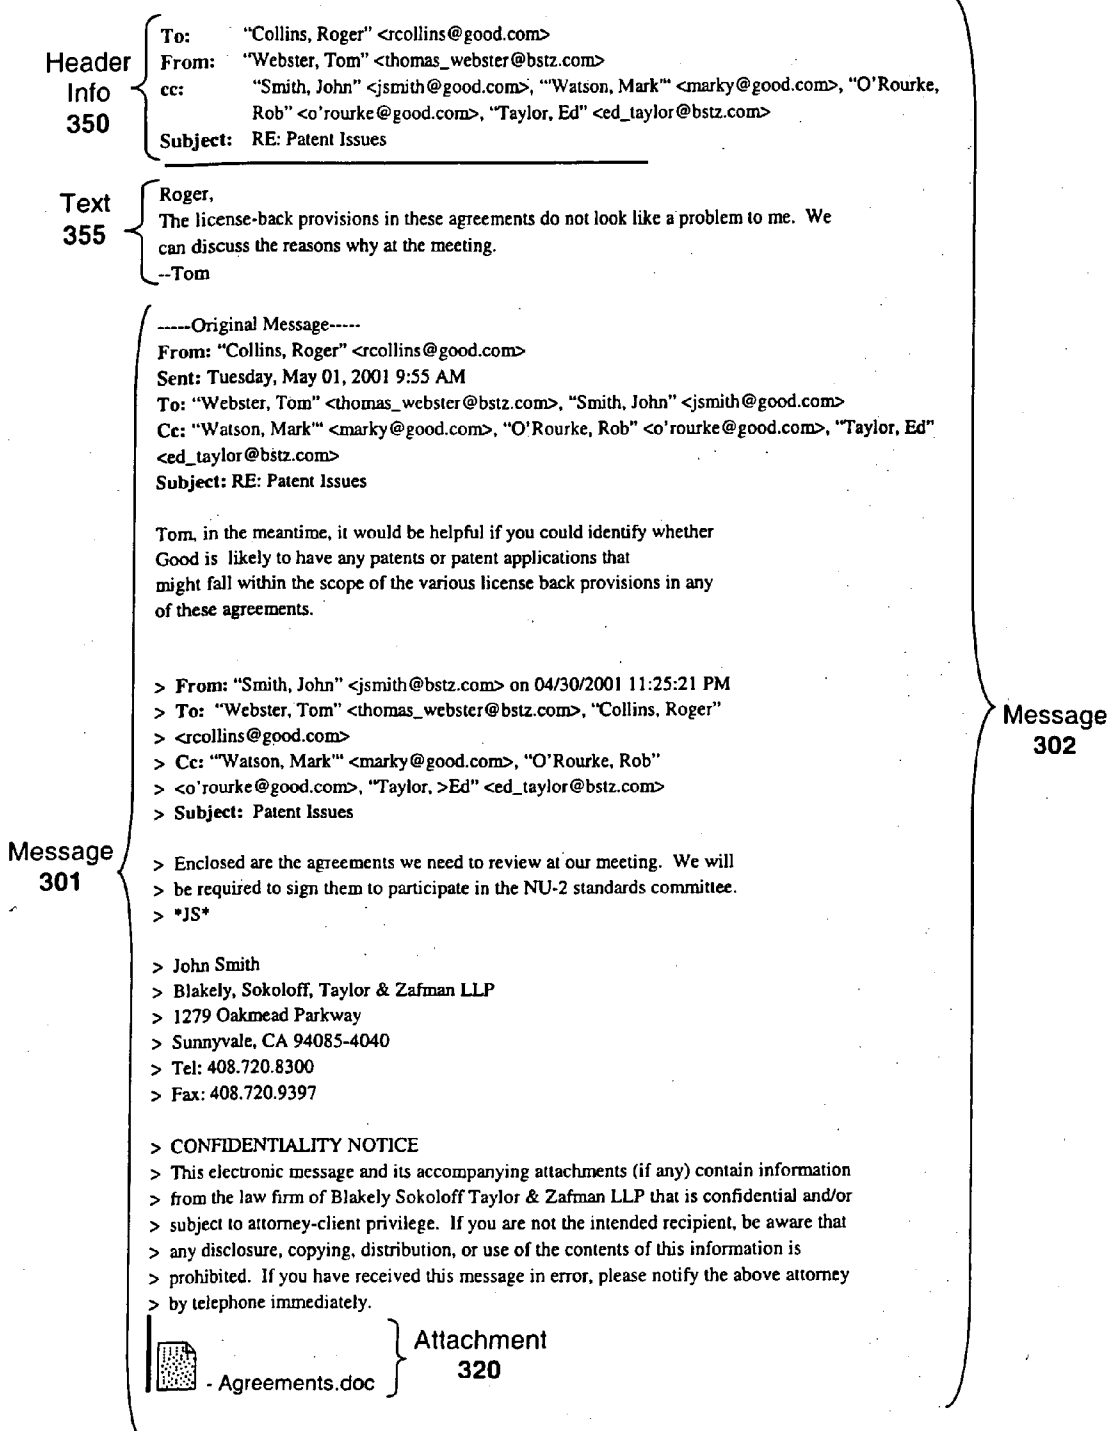 To: "Collins, Roger" <rcollins@good.com>
From: "Webster, Tom" <thomas_webster@bstz.com>
cc: "Smith, John" <jsmith@good.com>, "'Watson, Mark'" <marky@good.com>, "O'Rourke,
Rob" <o'rourke@good.com>, "Taylor, Ed" <ed_taylor@bstz.com>
Subject: RE: Patent Issues
Header
Info
350
Roger,
The license-back provisions in these agreements do not look like a problem to me. We
can discuss the reasons why at the meeting.
--Tom
Text
355
-----Original Message-----
From: "Collins, Roger" <rcollins@good.com>
Sent: Tuesday, May 01, 2001 9:55 AM
To: "Webster, Tom" <thomas_webster@bstz.com>, "Smith, John" <jsmith@good.com>
Cc: "Watson, Mark'" <marky@good.com>, "O'Rourke, Rob" <o'rourke@good.com>, "Taylor, Ed"
<ed_taylor@bstz.com>
Subject: RE: Patent Issues
Tom, in the meantime, it would be helpful if you could identify whether
Good is likely to have any patents or patent applications that
might fall within the scope of the various license back provisions in any
of these agreements.
> From: "Smith, John" <jsmith@bstz.com> on 04/30/2001 11:25:21 PM
> To: "Webster, Tom" <thomas_webster@bstz.com>, "Collins, Roger"
> <rcollins@good.com>
> Cc: "'Watson, Mark'" <marky@good.com>, "O'Rourke, Rob"
> <o'rourke@good.com>, "Taylor, >Ed" <ed_taylor@bstz.com>
> Subject: Patent Issues
Message
302
> Enclosed are the agreements we need to review at our meeting. We will
> be required to sign them to participate in the NU-2 standards committee.
> *JS*
Message
301
> John Smith
> Blakely, Sokoloff, Taylor & Zafman LLP
> 1279 Oakmead Parkway
> Sunnyvale, CA 94085-4040
> Tel: 408.720.8300
> Fax: 408.720.9397
> CONFIDENTIALITY NOTICE
> This electronic message and its accompanying attachments (if any) contain information
> from the law firm of Blakely Sokoloff Taylor & Zafman LLP that is confidential and/or
> subject to attorney-client privilege. If you are not the intended recipient, be aware that
> any disclosure, copying, distribution, or use of the contents of this information is
> prohibited. If you have received this message in error, please notify the above attorney
> by telephone immediately.
- Agreements.doc
Attachment
320